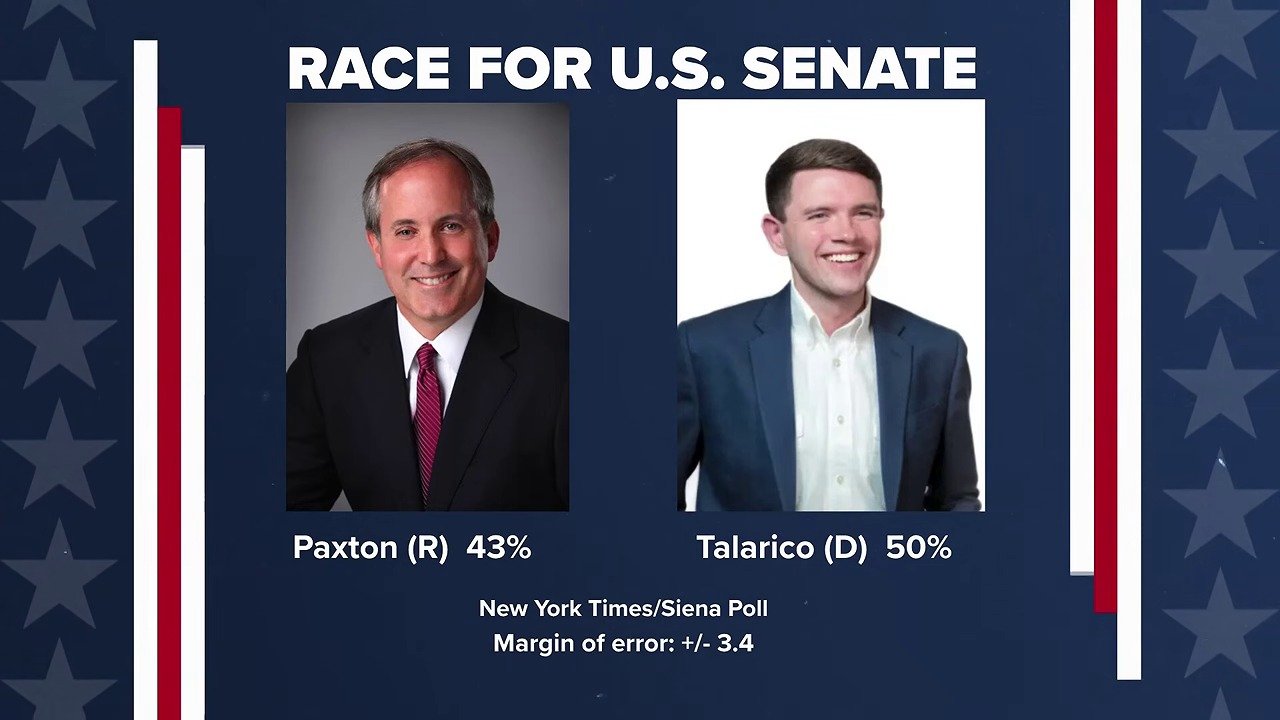 RACE FOR U.S. SENATE
Paxton (R) 43%
Talarico (D) 50%
New York Times/Siena Poll
Margin of error: +/- 3.4